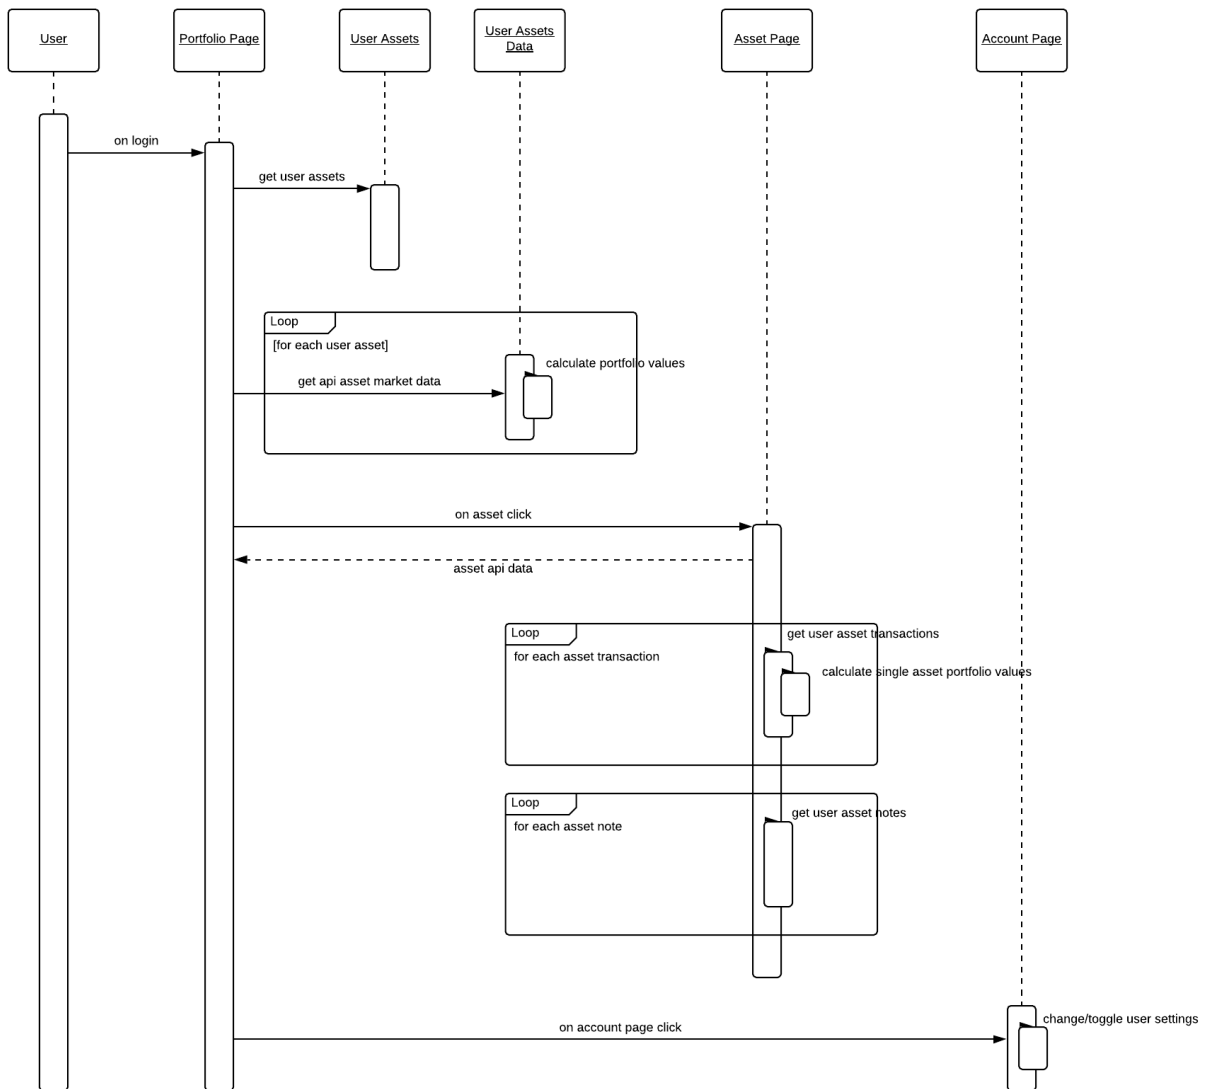 User
Portfolio Page
User Assets
User Assets
Data
Asset Page
Account Page
on login
get user assets
Loop
[for each user asset]
calculate portfolio values
get api asset market data
on asset click
asset api data
Loop
get user asset transactions
for each asset transaction
calculate single asset portfolio values
Loop
get user asset notes
for each asset note
change/toggle user settings
on account page click